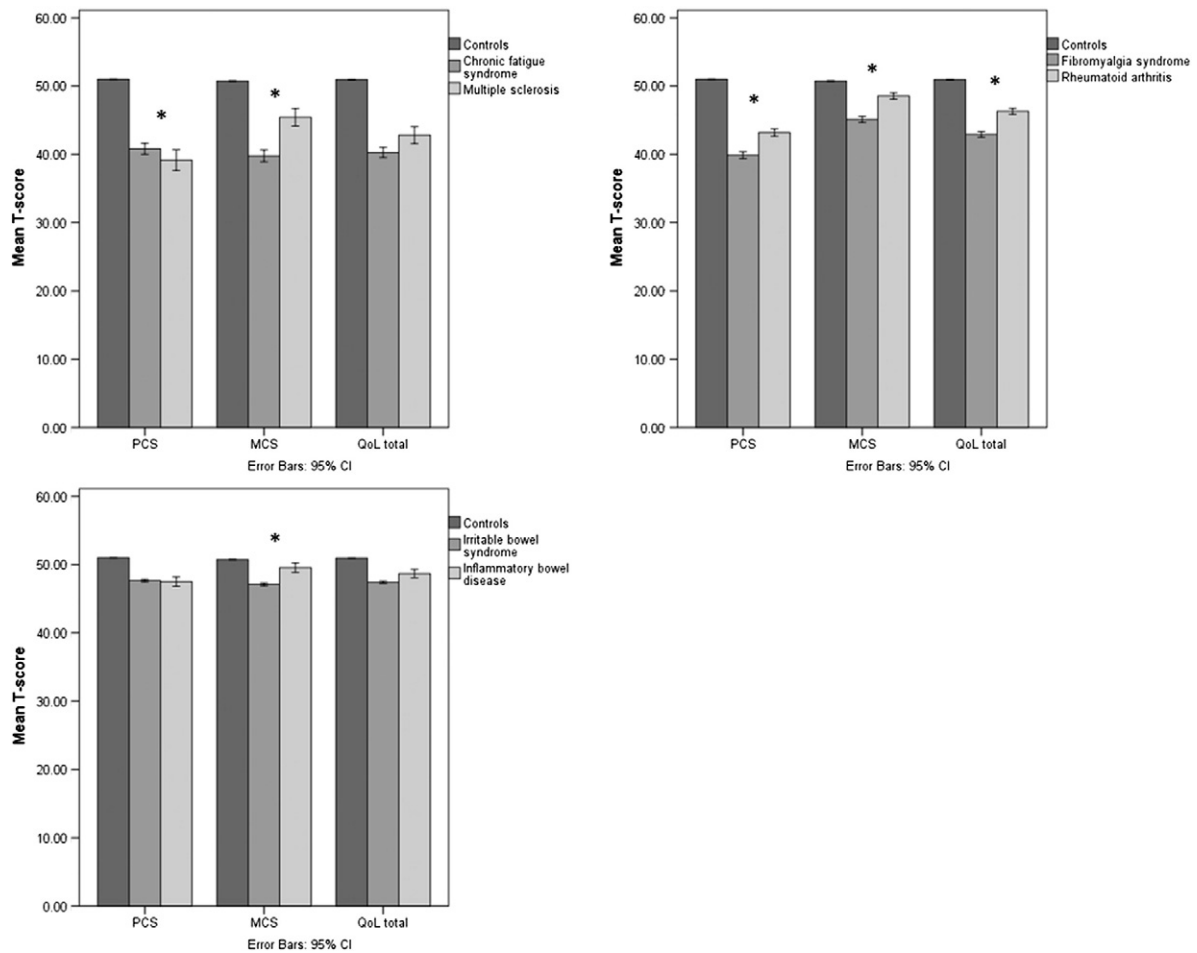 60.00
50.00
40.00
30.00
20.00
10.00
0.00
Mean T-score
*
*
PCS
MCS
QoL total
Error Bars: 95% CI
Controls
Chronic fatigue
syndrome
Multiple sclerosis
60.00
50.00
40.00
30.00
20.00
10.00
0.00
Mean T-score
*
*
*
PCS
MCS
QoL total
Error Bars: 95% CI
Controls
Fibromyalgia syndrome
Rheumatoid arthritis
60.00
50.00
40.00
30.00
20.00
10.00
0.00
Mean T-score
*
PCS
MCS
QoL total
Error Bars: 95% CI
Controls
Irritable bowel
syndrome
Inflammatory bowel
disease